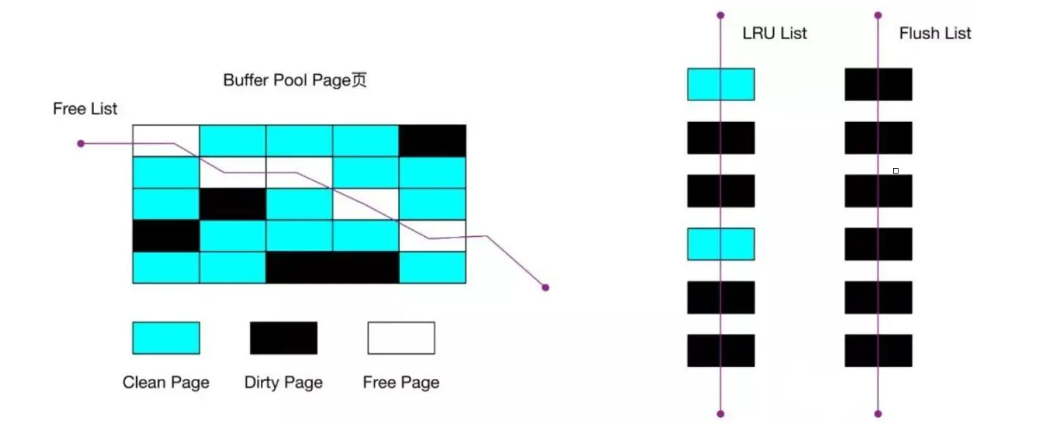 Buffer Pool Page页
Free List
Clean Page
Dirty Page
Free Page
LRU List
Flush List